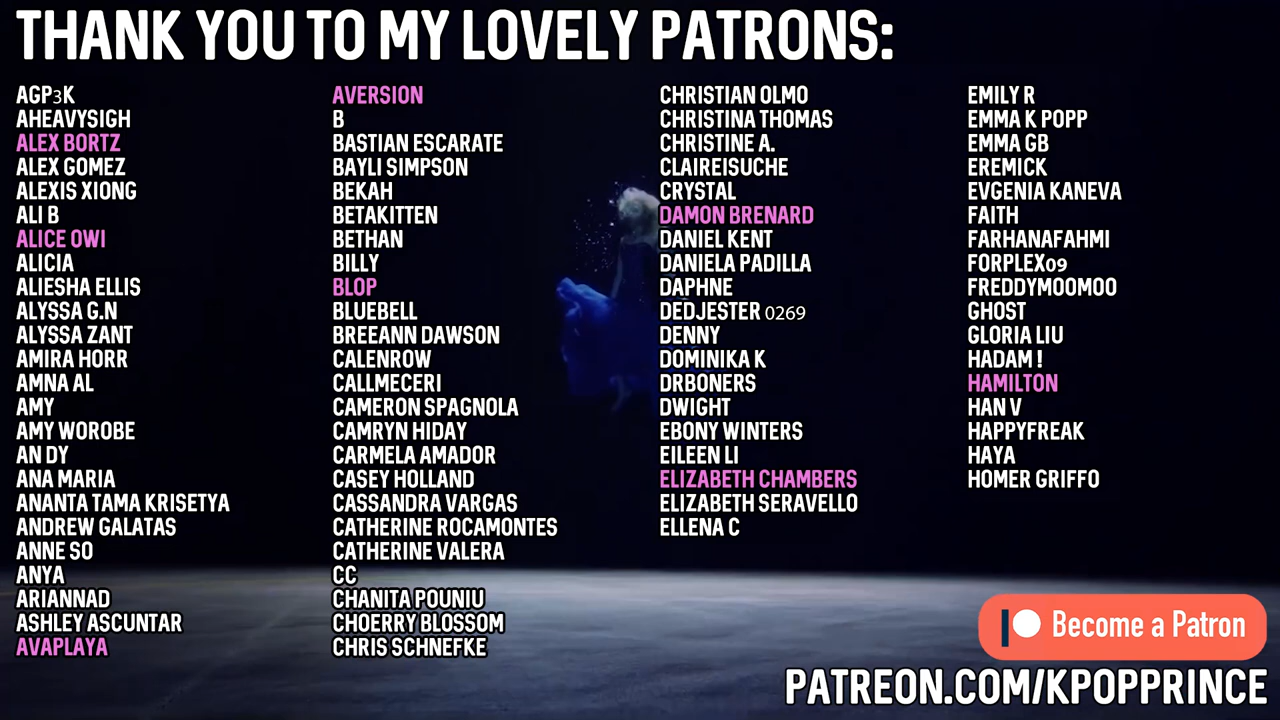 THANK YOU TO MY LOVELY PATRONS:
AGP3K
AHEAVYSIGH
ALEX BORTZ
ALEX GOMEZ
ALEXIS XIONG
ALI B
ALICE OWI
ALICIA
ALIESHA ELLIS
ALYSSA G.N
ALYSSA ZANT
AMIRA HORR
AMNA AL
AMY
AMY WOROBE
AN DY
ANA MARIA
ANANTA TAMA KRISETYA
ANDREW GALATAS
ANNE SO
ANYA
ARIANNAD
ASHLEY ASCUNTAR
AVAPLAYA
AVERSION
B
BASTIAN ESCARATE
BAYLI SIMPSON
BEKAH
BETAKITTEN
BETHAN
BILLY
BLOP
BLUEBELL
BREEANN DAWSON
CALENROW
CALLMECERI
CAMERON SPAGNOLA
CAMRYN HIDAY
CARMELA AMADOR
CASEY HOLLAND
CASSANDRA VARGAS
CATHERINE ROCAMONTES
CATHERINE VALERA
CC
CHANITA POUNIU
CHOERRY BLOSSOM
CHRIS SCHNEFKE
CHRISTIAN OLMO
CHRISTINA THOMAS
CHRISTINE A.
CLAIREISUCHE
CRYSTAL
DAMON BRENARD
DANIEL KENT
DANIELA PADILLA
DAPHNE
DEDJESTER 0269
DENNY
DOMINIKA K
DRBONERS
DWIGHT
EBONY WINTERS
EILEEN LI
ELIZABETH CHAMBERS
ELIZABETH SERAVELLO
ELLENA C
EMILY R
EMMA K POPP
EMMA GB
EREMICK
EVGENIA KANEVA
FAITH
FARHANAFAHMI
FORPLEX09
FREDDYMOOMOO
GHOST
GLORIA LIU
HADAM !
HAMILTON
HAN V
HAPPYFREAK
HAYA
HOMER GRIFFO
Become a Patron
PATREON.COM/KPOPPRINCE